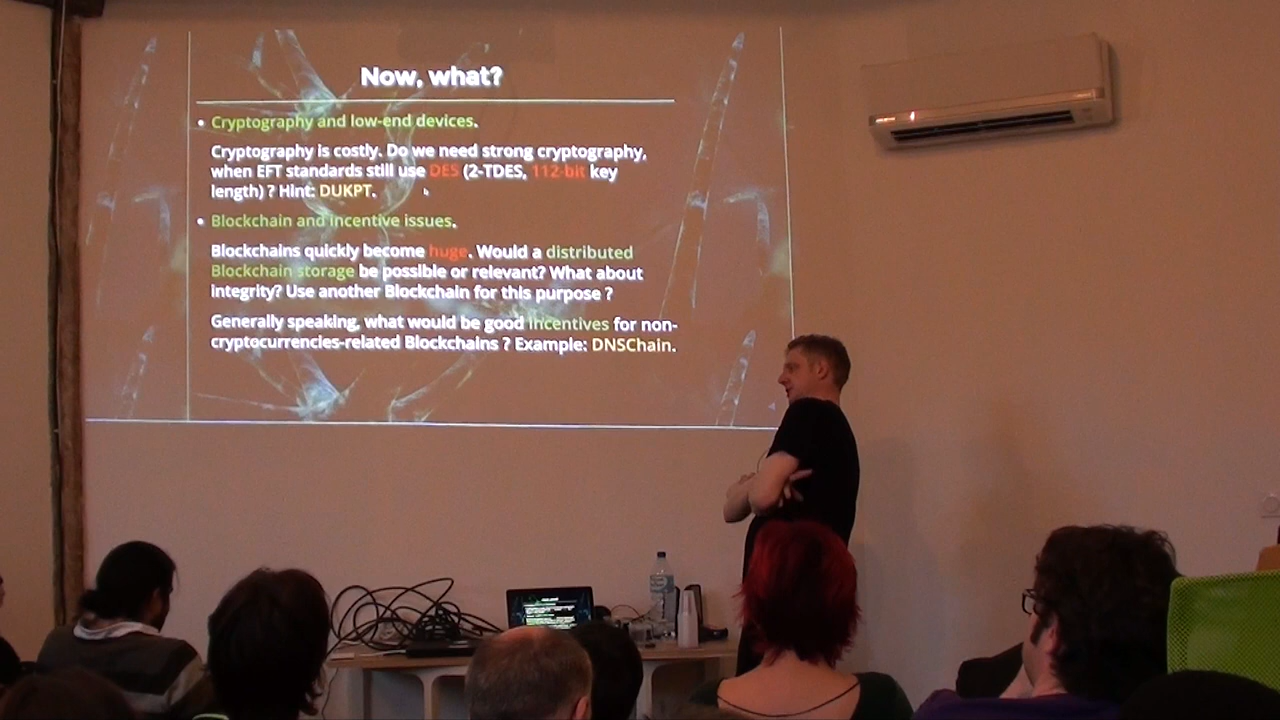 Now, what?
• Cryptography and low-end devices.
Cryptography is costly. Do we need strong cryptography,
when EFT standards still use DES (2-TDES, 112-bit key
length) ? Hint: DUKPT.
• Blockchain and incentive issues.
Blockchains quickly become huge. Would a distributed
Blockchain storage be possible or relevant? What about
integrity? Use another Blockchain for this purpose ?
Generally speaking, what would be good incentives for non-
cryptocurrencies-related Blockchains ? Example: DNSChain.